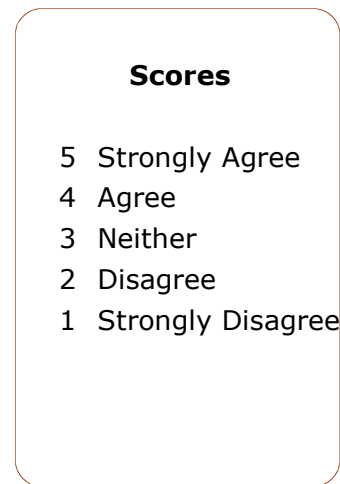 Scores
5 Strongly Agree
4 Agree
3 Neither
2 Disagree
1 Strongly Disagree